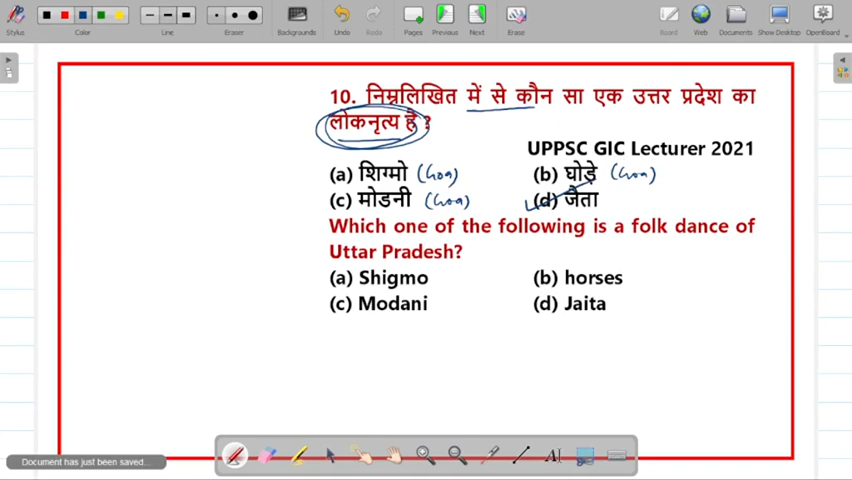 Stylus
Color
Line
Eraser
Backgrounds
Undo
Redo
Pages
Previous
Next
Erase
Board
Web
Documents
Show Desktop
OpenBoard
10. निम्नलिखित में से कौन सा एक उत्तर प्रदेश का
लोकनृत्य है ?
UPPSC GIC Lecturer 2021
(a) शिग्मो (Goa) (b) घोड़े (Goa)
(c) मोडनी (Goa) (d) जैता
Which one of the following is a folk dance of
Uttar Pradesh?
(a) Shigmo (b) horses
(c) Modani (d) Jaita
Document has just been saved...